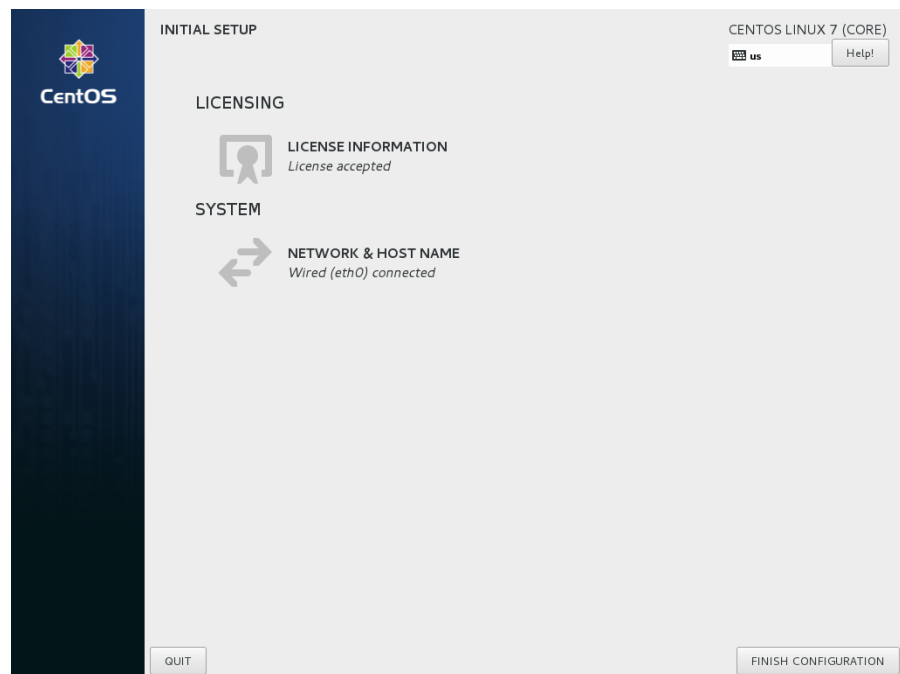 INITIAL SETUP
CENTOS LINUX 7 (CORE)
us
Help!
CentOS
LICENSING
LICENSE INFORMATION
License accepted
SYSTEM
NETWORK & HOST NAME
Wired (eth0) connected
QUIT
FINISH CONFIGURATION